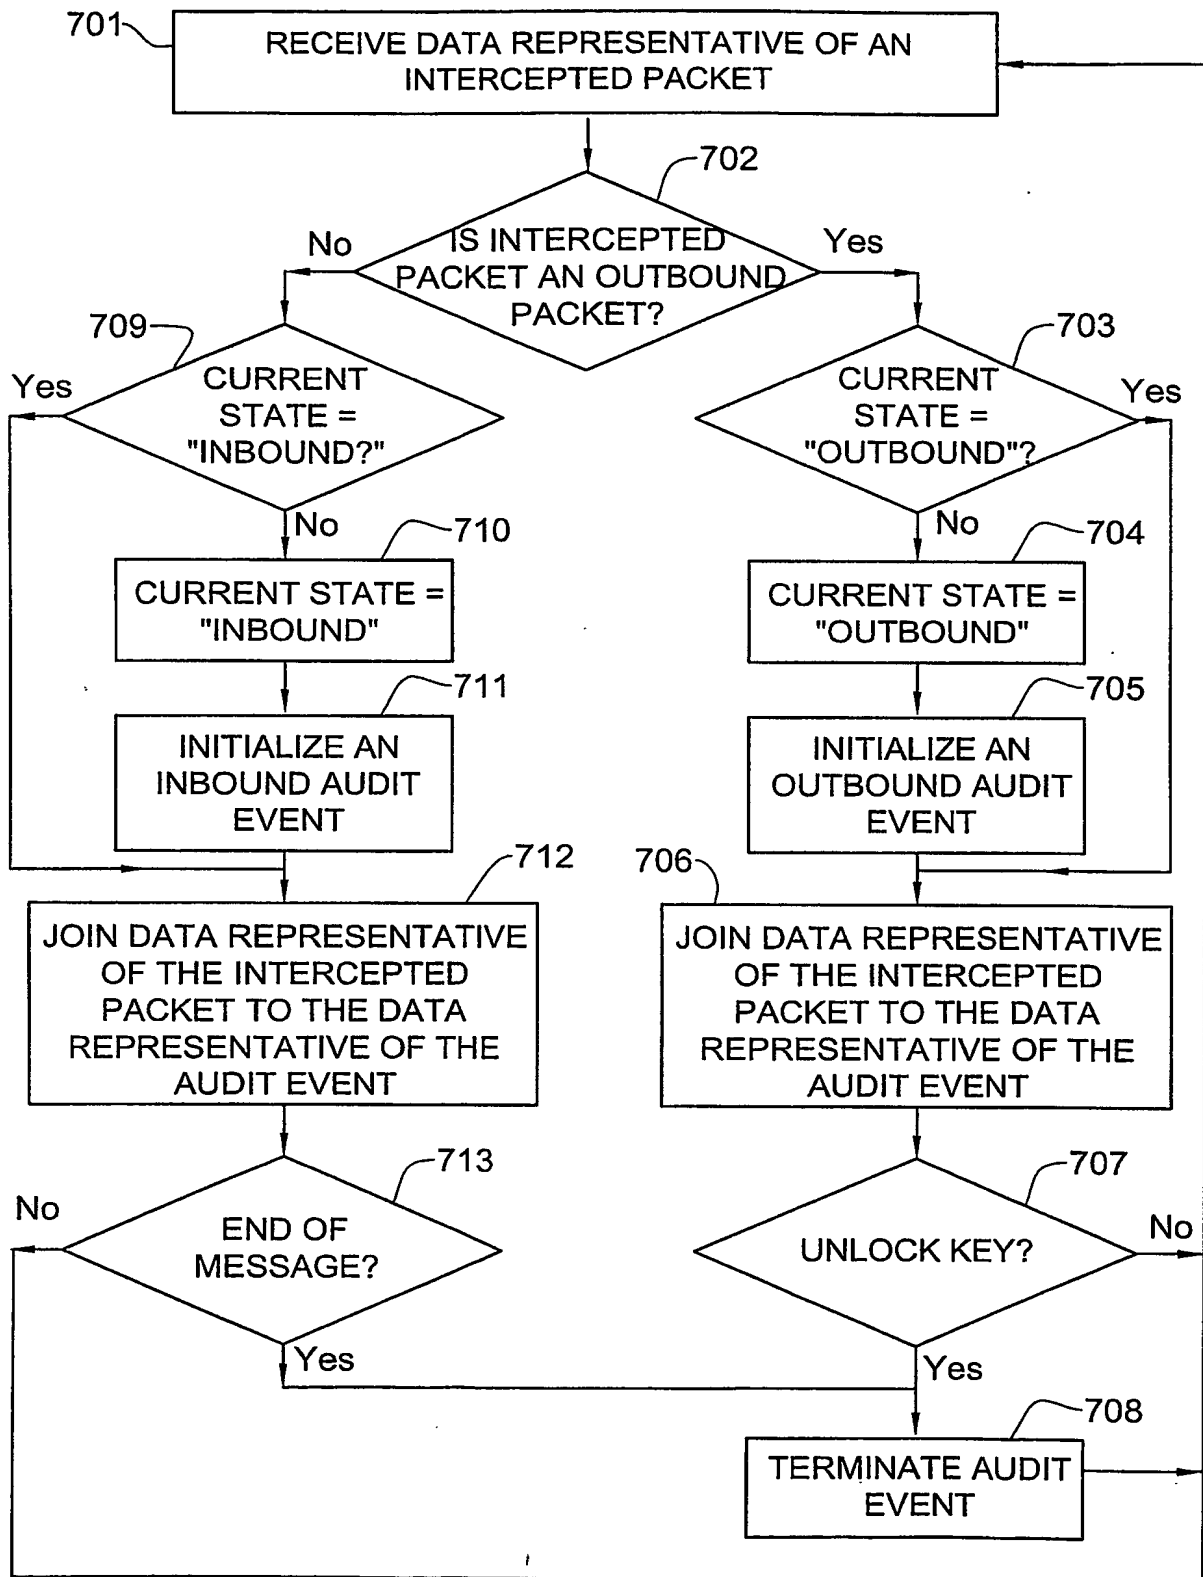 701
RECEIVE DATA REPRESENTATIVE OF AN
INTERCEPTED PACKET
702
IS INTERCEPTED
PACKET AN OUTBOUND
PACKET?
No
Yes
709
CURRENT
STATE =
"INBOUND?"
Yes
No
703
CURRENT
STATE =
"OUTBOUND"?
Yes
No
710
CURRENT STATE =
"INBOUND"
704
CURRENT STATE =
"OUTBOUND"
711
INITIALIZE AN
INBOUND AUDIT
EVENT
705
INITIALIZE AN
OUTBOUND AUDIT
EVENT
712
JOIN DATA REPRESENTATIVE
OF THE INTERCEPTED
PACKET TO THE DATA
REPRESENTATIVE OF THE
AUDIT EVENT
706
JOIN DATA REPRESENTATIVE
OF THE INTERCEPTED
PACKET TO THE DATA
REPRESENTATIVE OF THE
AUDIT EVENT
713
END OF
MESSAGE?
No
Yes
707
UNLOCK KEY?
No
Yes
708
TERMINATE AUDIT
EVENT